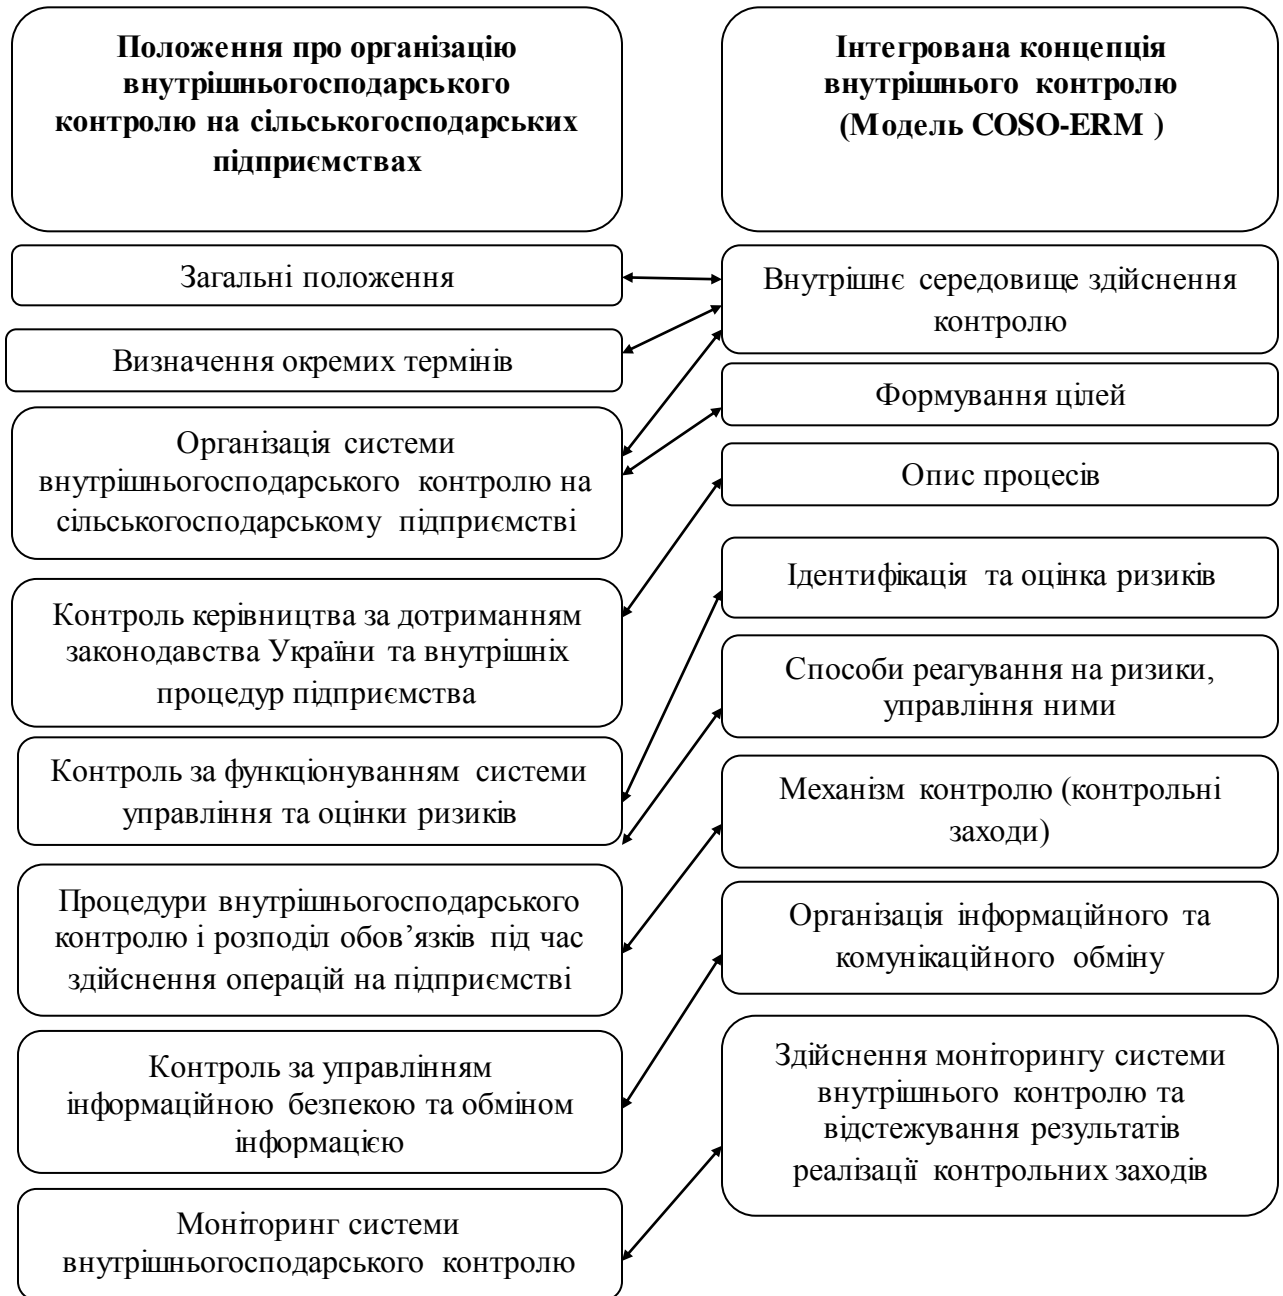 Положення про організацію
внутрішньогосподарського
контролю на сільськогосподарських
підприємствах
Загальні положення
Визначення окремих термінів
Організація системи
внутрішньогосподарського контролю на
сільськогосподарському підприємстві
Контроль керівництва за дотриманням
законодавства України та внутрішніх
процедур підприємства
Контроль за функціонуванням системи
управління та оцінки ризиків
Процедури внутрішньогосподарського
контролю і розподіл обов’язків під час
здійснення операцій на підприємстві
Контроль за управлінням
інформаційною безпекою та обміном
інформацією
Моніторинг системи
внутрішньогосподарського контролю
Інтегрована концепція
внутрішнього контролю
(Модель COSO-ERM )
Внутрішнє середовище здійснення
контролю
Формування цілей
Опис процесів
Ідентифікація та оцінка ризиків
Способи реагування на ризики,
управління ними
Механізм контролю (контрольні
заходи)
Організація інформаційного та
комунікаційного обміну
Здійснення моніторингу системи
внутрішнього контролю та
відстежування результатів
реалізації контрольних заходів